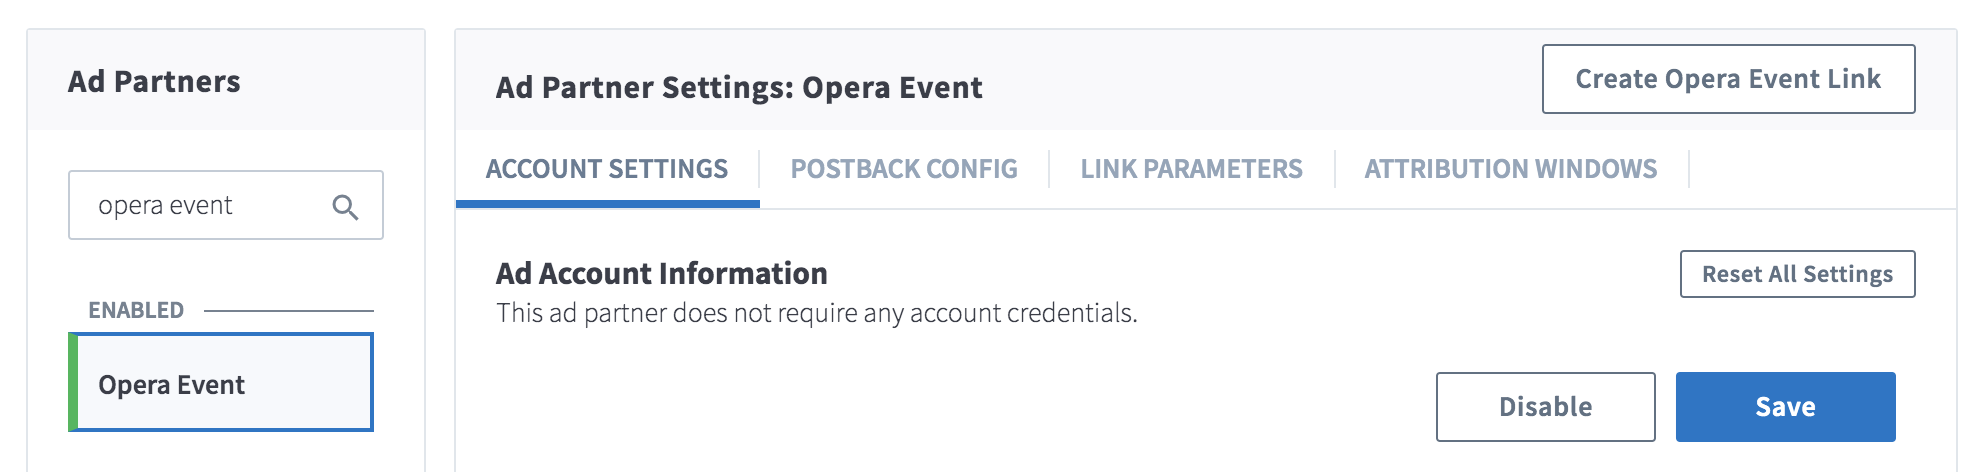 Ad Partners
opera event
ENABLED
Opera Event
Ad Partner Settings: Opera Event
Create Opera Event Link
ACCOUNT SETTINGS
POSTBACK CONFIG
LINK PARAMETERS
ATTRIBUTION WINDOWS
Ad Account Information
Reset All Settings
This ad partner does not require any account credentials.
Disable
Save